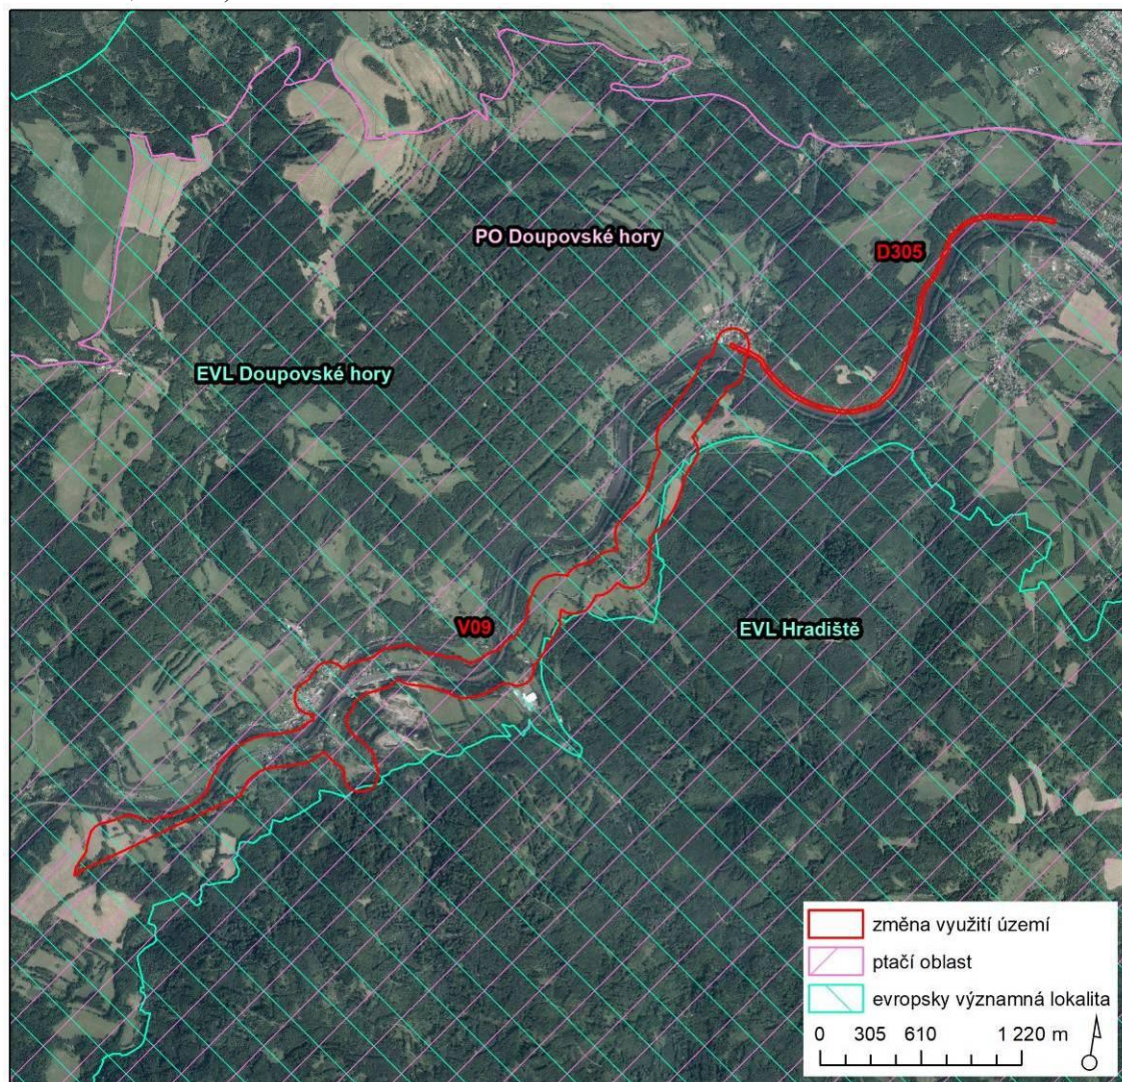 PO Doupovské hory
D305
EVL Doupovské hory
V09
EVL Hradiště
změna využití území
ptačí oblast
evropsky významná lokalita
0 305 610 1 220 m